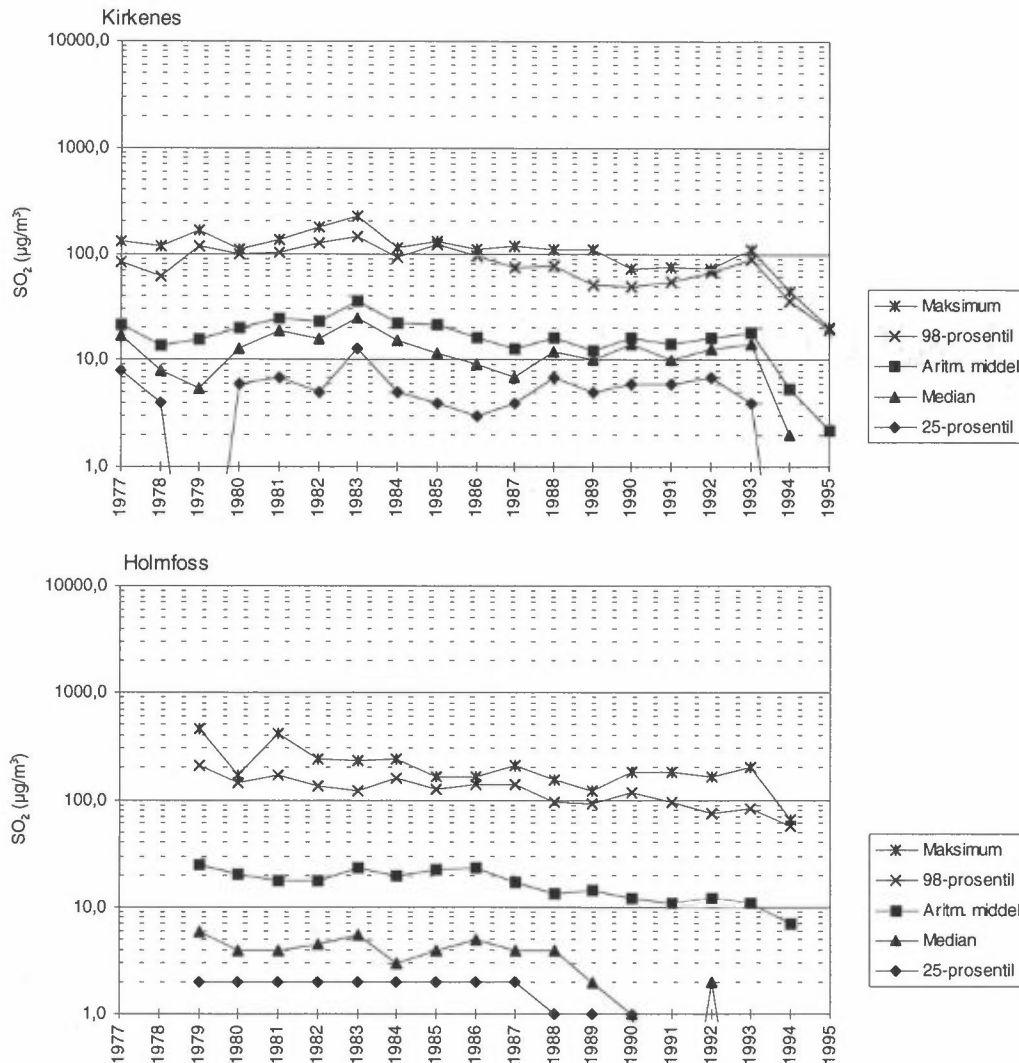 Kirkenes
10000,0
1000,0
100,0
10,0
1,0
SO₂ (µg/m³)
1977 1978 1979 1980 1981 1982 1983 1984 1985 1986 1987 1988 1989 1990 1991 1992 1993 1994 1995
Maksimum
98-prosentil
Aritm. middel
Median
25-prosentil
Holmfoss
10000,0
1000,0
100,0
10,0
1,0
SO₂ (µg/m³)
1977 1978 1979 1980 1981 1982 1983 1984 1985 1986 1987 1988 1989 1990 1991 1992 1993 1994 1995
Maksimum
98-prosentil
Aritm. middel
Median
25-prosentil